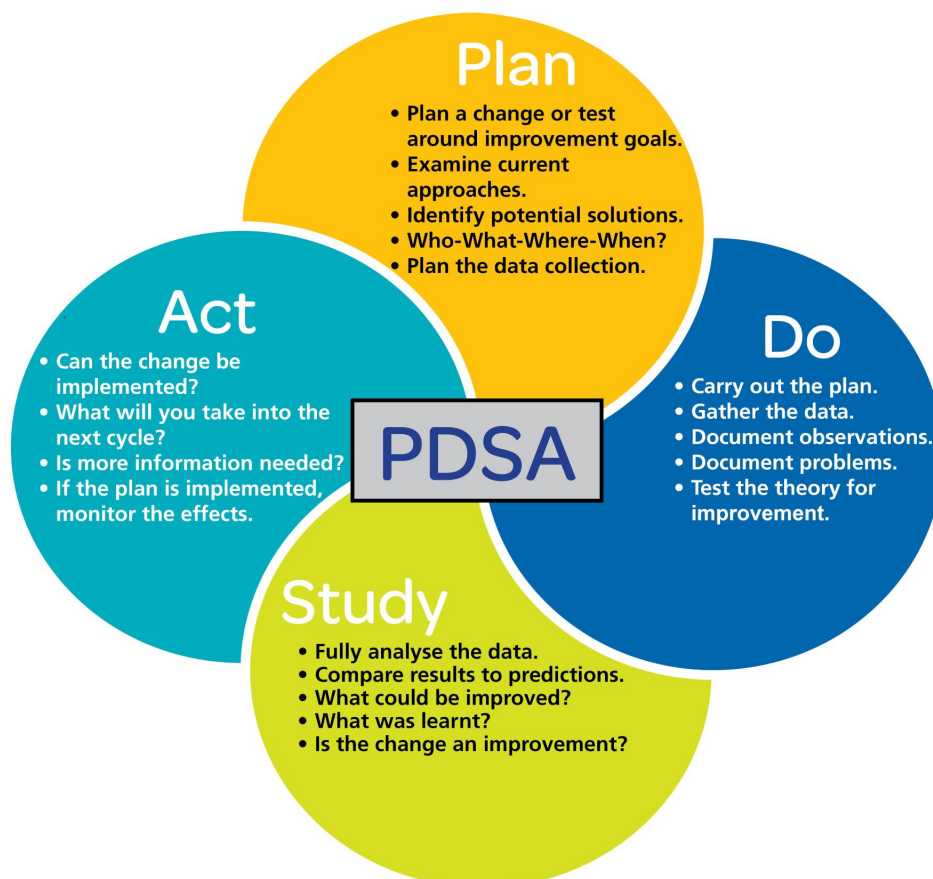 Plan
• Plan a change or test
around improvement goals.
• Examine current
approaches.
• Identify potential solutions.
• Who-What-Where-When?
• Plan the data collection.
Do
• Carry out the plan.
• Gather the data.
• Document observations.
• Document problems.
• Test the theory for
improvement.
Study
• Fully analyse the data.
• Compare results to predictions.
• What could be improved?
• What was learnt?
• Is the change an improvement?
Act
• Can the change be
implemented?
• What will you take into the
next cycle?
• Is more information needed?
• If the plan is implemented,
monitor the effects.
PDSA